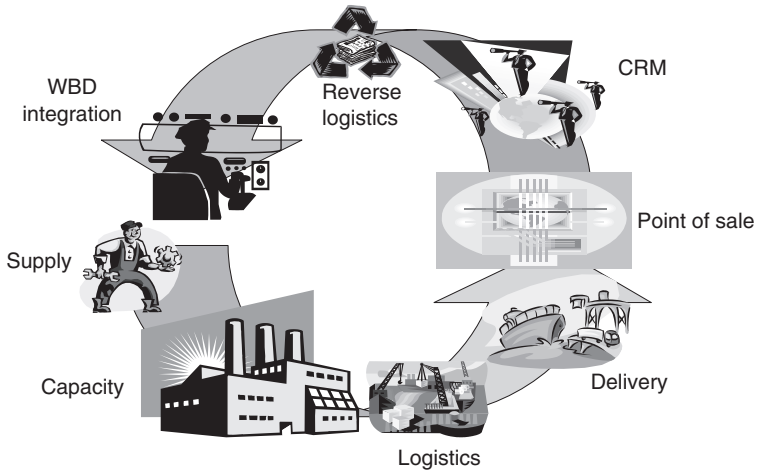 WBD
integration
Reverse
logistics
CRM
Point of sale
Supply
Capacity
Delivery
Logistics